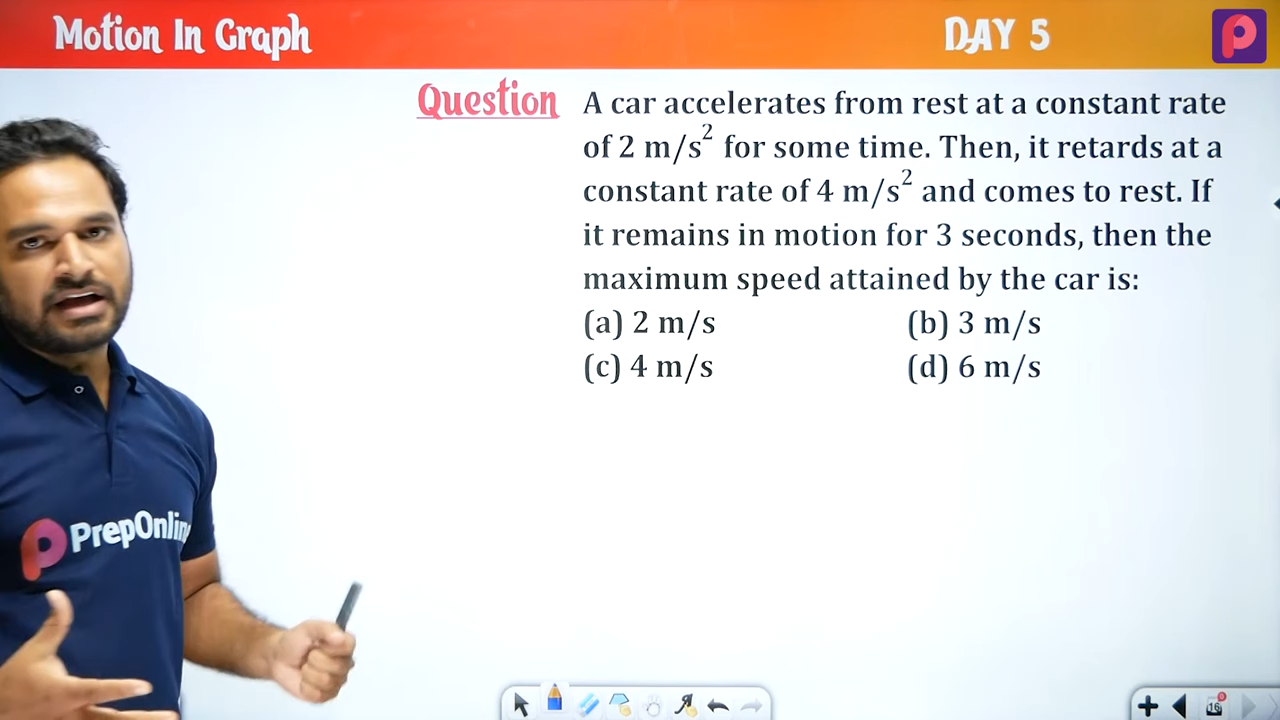 Motion In Graph
DAY 5
Question
A car accelerates from rest at a constant rate
of 2 m/s² for some time. Then, it retards at a
constant rate of 4 m/s² and comes to rest. If
it remains in motion for 3 seconds, then the
maximum speed attained by the car is:
(a) 2 m/s (b) 3 m/s
(c) 4 m/s (d) 6 m/s
PrepOnlin
16